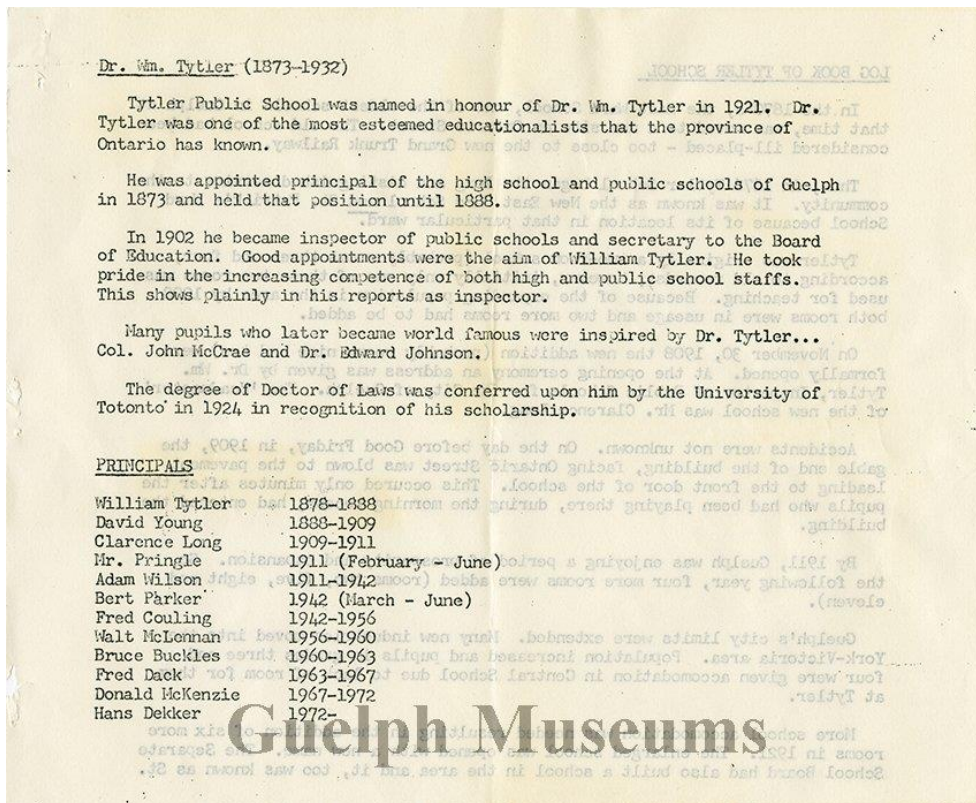 Dr. Wm. Tytler (1873-1932)
Tytler Public School was named in honour of Dr. Wm. Tytler in 1921. Dr.
Tytler was one of the most esteemed educationalists that the province of
Ontario has known.
He was appointed principal of the high school and public schools of Guelph
in 1873 and held that position until 1888.
In 1902 he became inspector of public schools and secretary to the Board
of Education. Good appointments were the aim of William Tytler. He took
pride in the increasing competence of both high and public school staffs.
This shows plainly in his reports as inspector.
Many pupils who later became world famous were inspired by Dr. Tytler...
Col. John McCrae and Dr. Edward Johnson.
The degree of Doctor of Laws was conferred upon him by the University of
Totonto in 1924 in recognition of his scholarship.
PRINCIPALS
William Tytler 1878-1888
David Young 1888-1909
Clarence Long 1909-1911
Mr. Pringle 1911 (February - June)
Adam Wilson 1911-1942
Bert Parker 1942 (March - June)
Fred Couling 1942-1956
Walt McLennan 1956-1960
Bruce Buckles 1960-1963
Fred Dack 1963-1967
Donald McKenzie 1967-1972
Hans Dekker 1972-
Guelph Museums